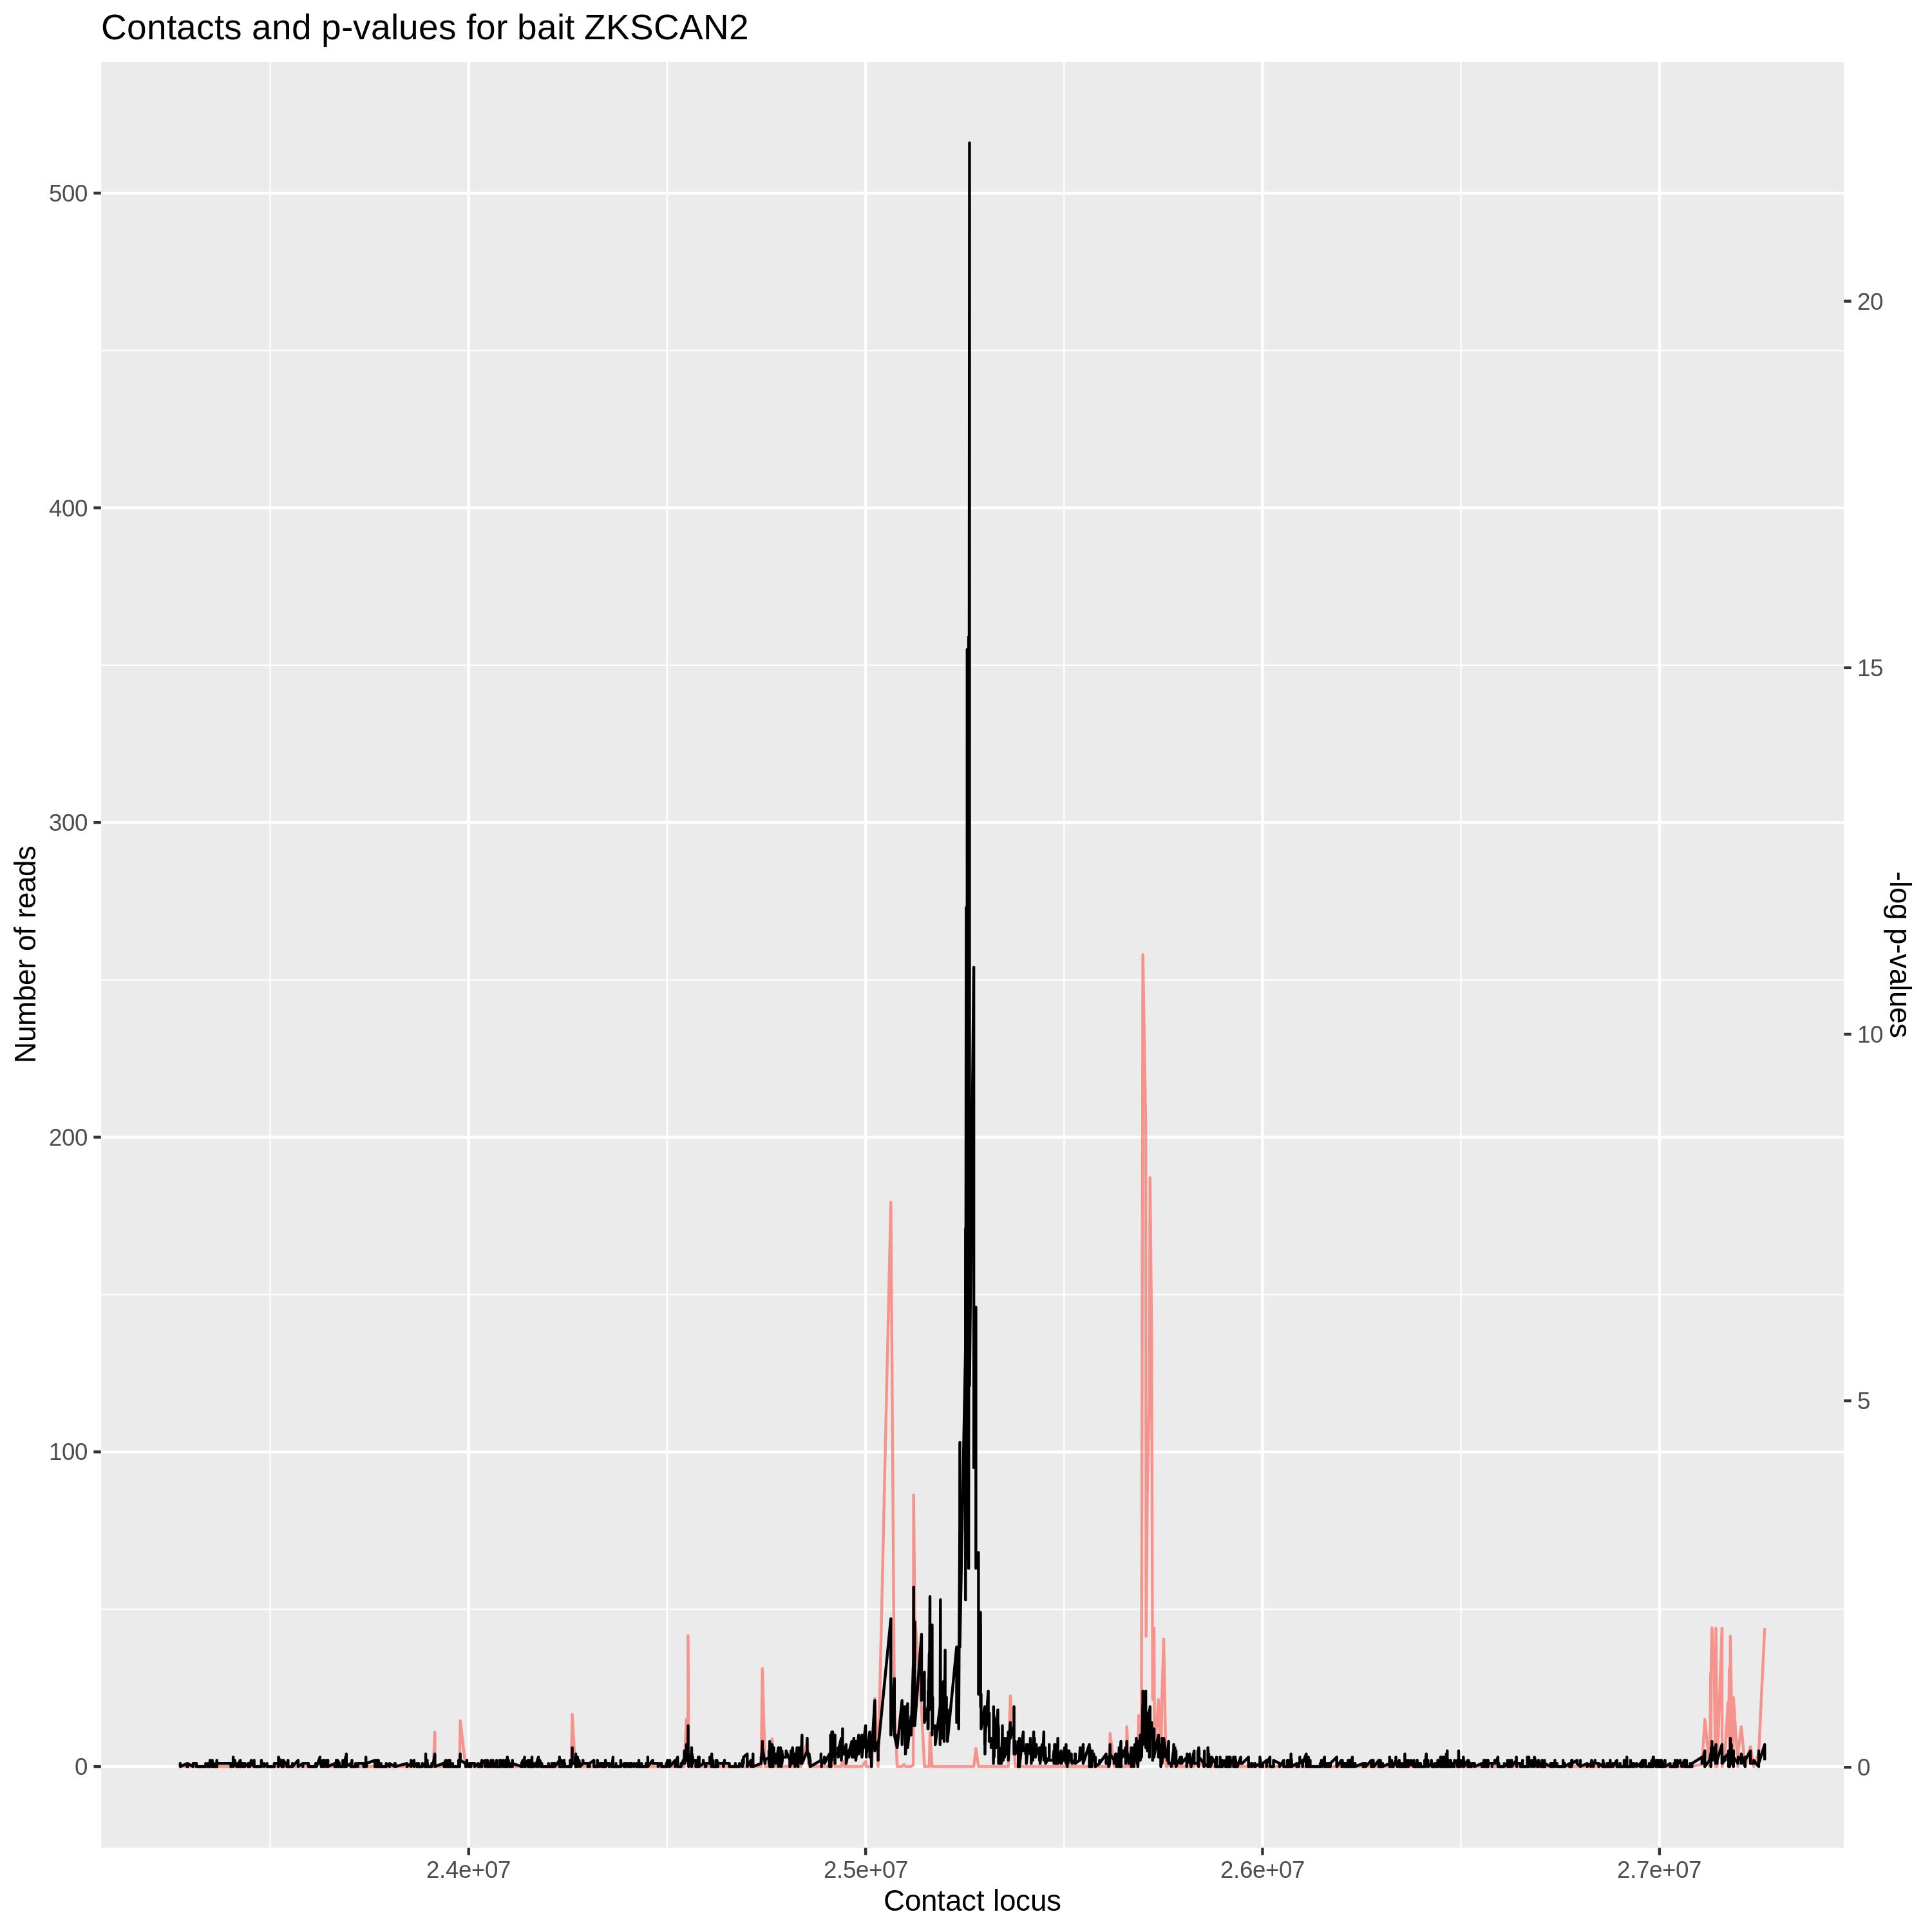 Contacts and p-values for bait ZKSCAN2
500
400
300
200
100
0
Number of reads
20
15
10
5
0
-log p-values
2.4e+07
2.5e+07
2.6e+07
2.7e+07
Contact locus